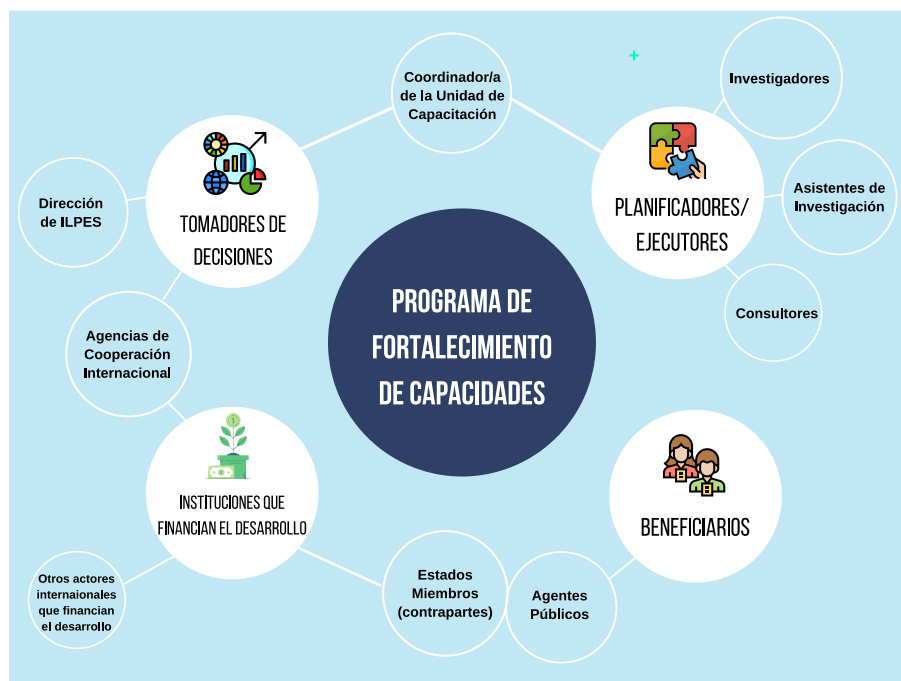 Coordinador/a
de la Unidad de
Capacitación
Investigadores
TOMADORES DE
DECISIONES
Dirección
de ILPES
PLANIFICADORES/
EJECUTORES
Asistentes de
Investigación
Consultores
Agencias de
Cooperación
Internacional
PROGRAMA DE
FORTALECIMIENTO
DE CAPACIDADES
INSTITUCIONES QUE
FINANCIAN EL DESARROLLO
BENEFICIARIOS
Otros actores
internaionales
que financian
el desarrollo
Estados
Miembros
(contrapartes)
Agentes
Públicos